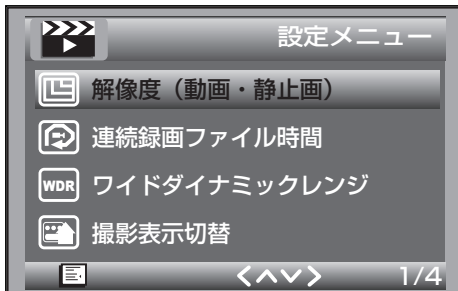 設定メニュー
解像度（動画・静止画）
連続録画ファイル時間
WDR ワイドダイナミックレンジ
撮影表示切替
1/4